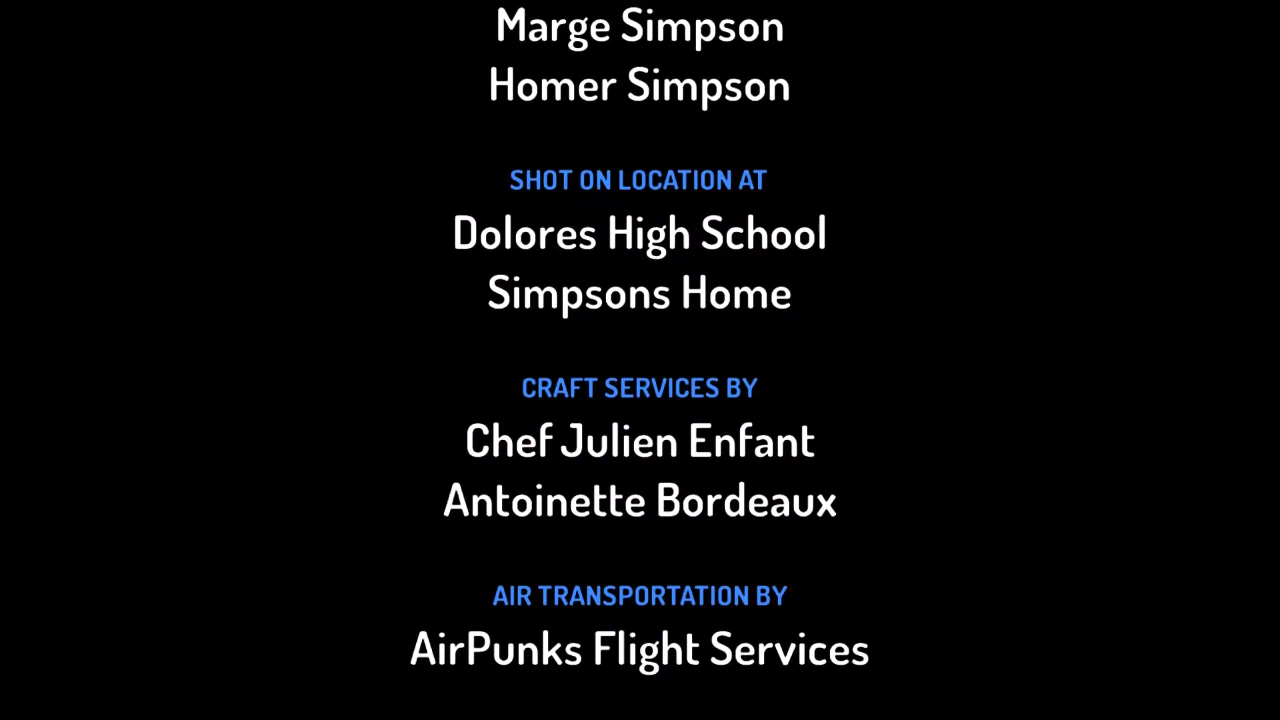 Marge Simpson
Homer Simpson
SHOT ON LOCATION AT
Dolores High School
Simpsons Home
CRAFT SERVICES BY
Chef Julien Enfant
Antoinette Bordeaux
AIR TRANSPORTATION BY
AirPunks Flight Services